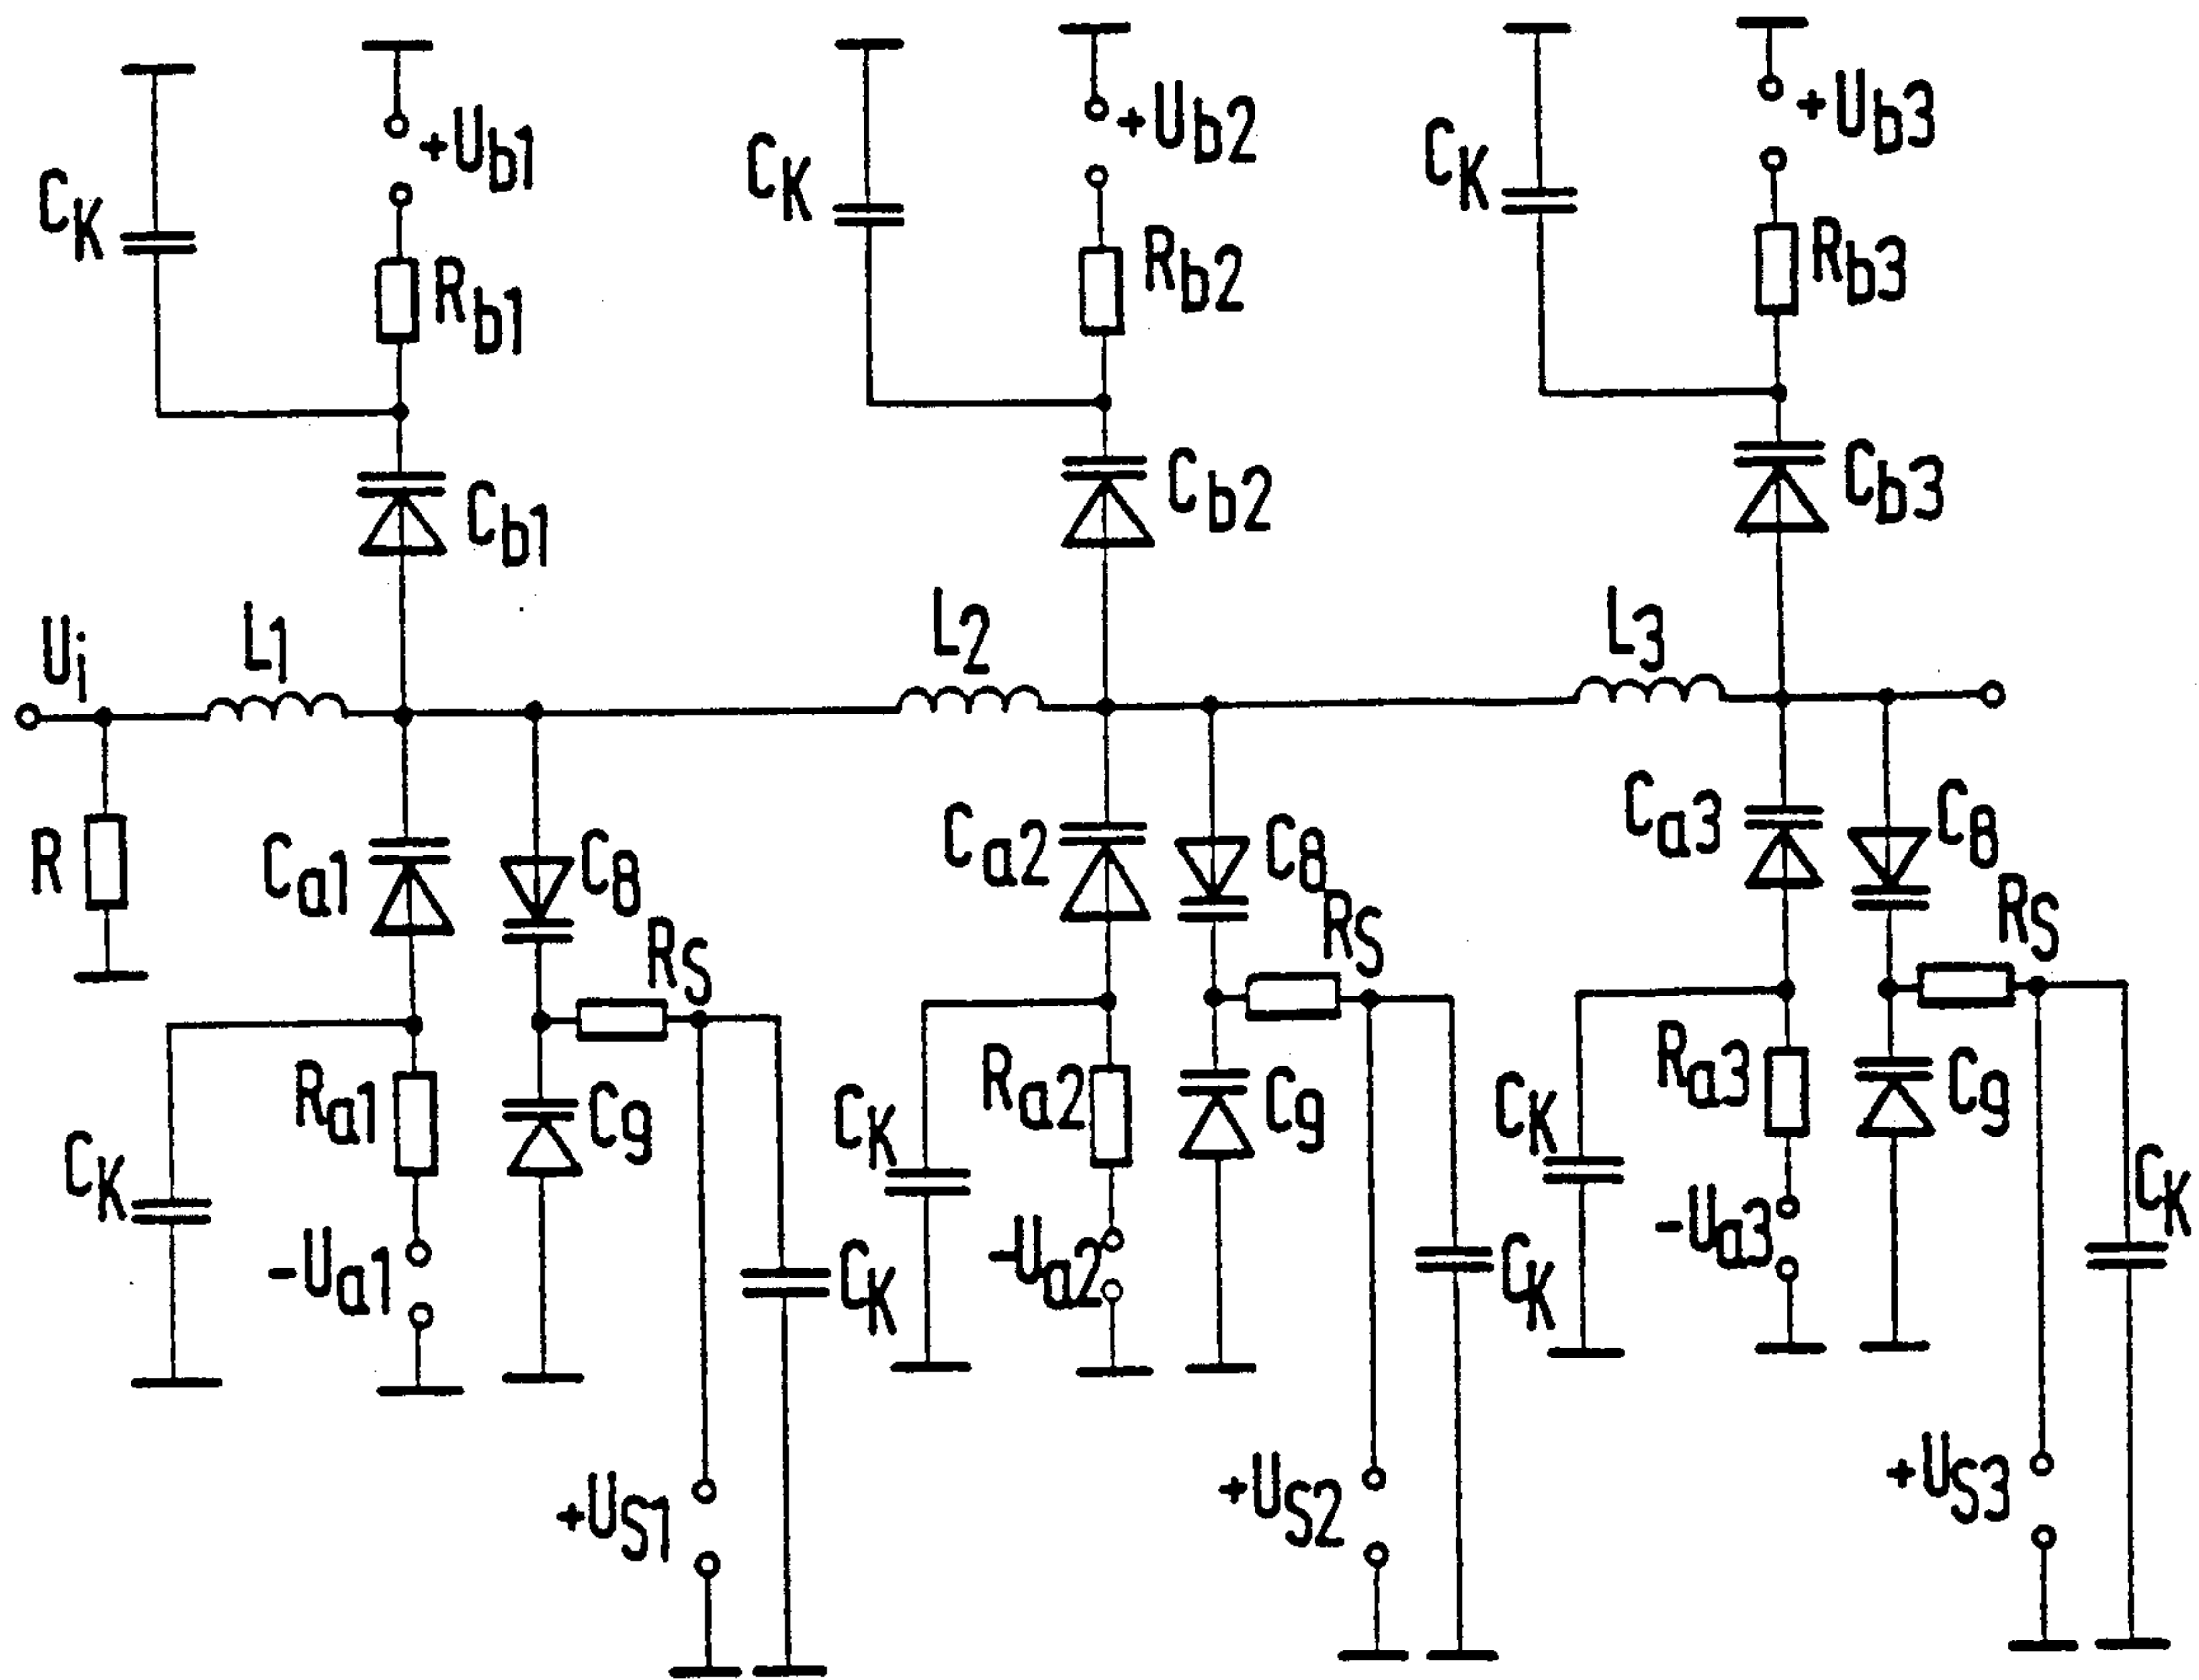 +Ub1
+Ub2
+Ub3
CK
CK
CK
Rb1
Rb2
Rb3
Cb1
Cb2
Cb3
Ui
L1
L2
L3
R
Ca1
C8
Ca2
C8
Ca3
C8
RS
RS
RS
Ra1
C9
Ra2
C9
Ra3
C9
CK
CK
CK
CK
CK
CK
-Ua1
-Ua2
-Ua3
+US1
+US2
+US3